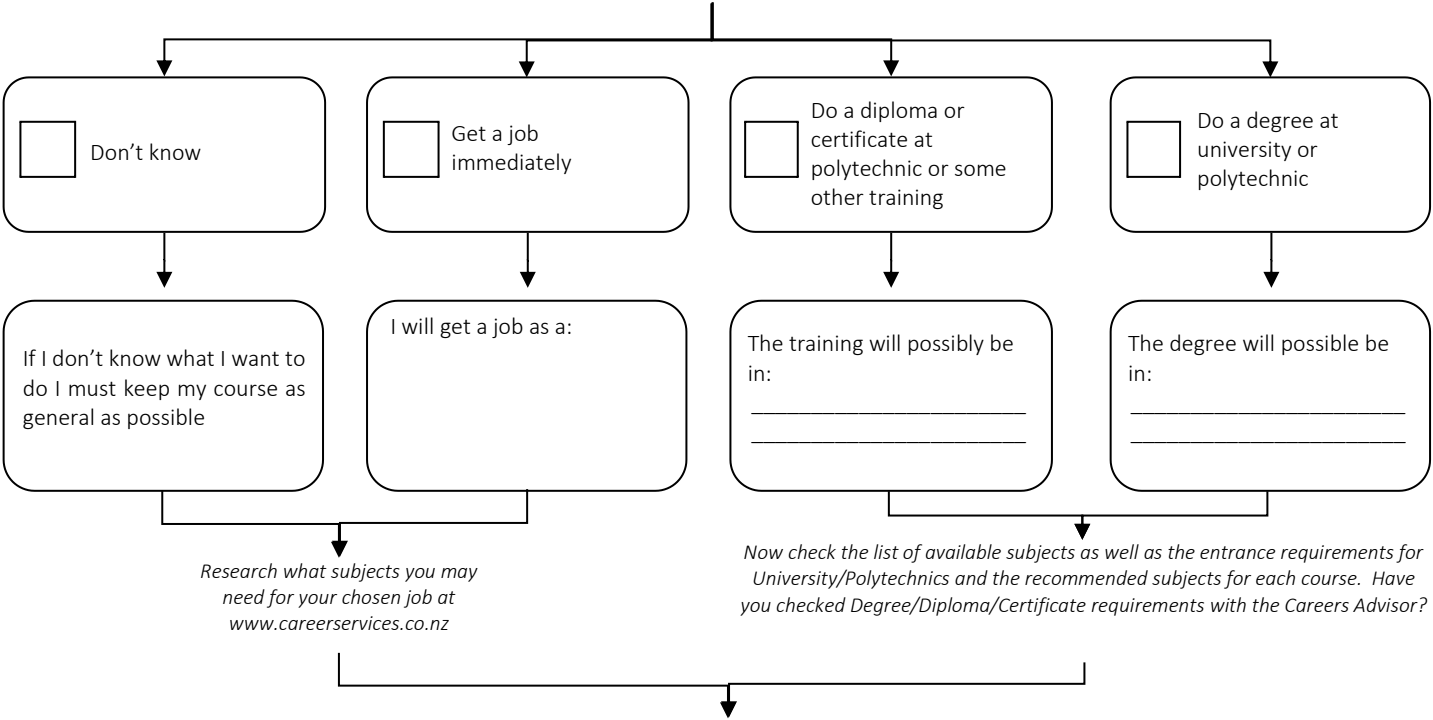 Don’t know
Get a job
immediately
Do a diploma or
certificate at
polytechnic or some
other training
Do a degree at
university or
polytechnic
If I don’t know what I want to
do I must keep my course as
general as possible
I will get a job as a:
The training will possibly be
in:
The degree will possible be
in:
Research what subjects you may
need for your chosen job at
www.careerservices.co.nz
Now check the list of available subjects as well as the entrance requirements for
University/Polytechnics and the recommended subjects for each course.  Have
you checked Degree/Diploma/Certificate requirements with the Careers Advisor?